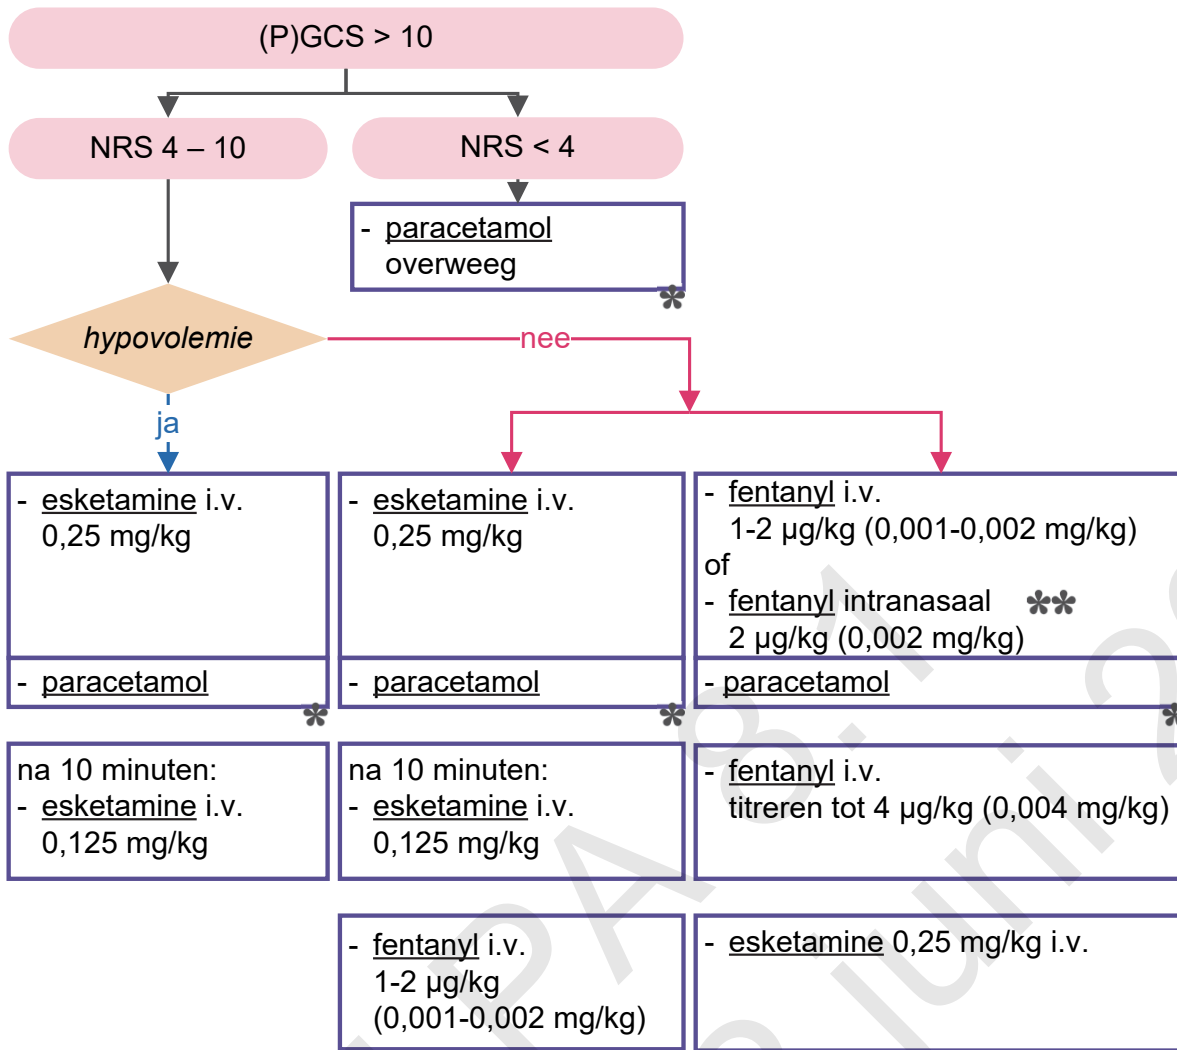 (P)GCS > 10
NRS 4 – 10
NRS < 4
- paracetamol
overweeg
*
hypovolemie
nee
ja
- esketamine i.v.
0,25 mg/kg
- paracetamol
*
- esketamine i.v.
0,25 mg/kg
- paracetamol
*
- fentanyl i.v.
1-2 µg/kg (0,001-0,002 mg/kg)
of
- fentanyl intranasaal **
2 µg/kg (0,002 mg/kg)
- paracetamol
*
na 10 minuten:
- esketamine i.v.
0,125 mg/kg
na 10 minuten:
- esketamine i.v.
0,125 mg/kg
- fentanyl i.v.
titreren tot 4 µg/kg (0,004 mg/kg)
- fentanyl i.v.
1-2 µg/kg
(0,001-0,002 mg/kg)
- esketamine 0,25 mg/kg i.v.
PA 8.1
juni